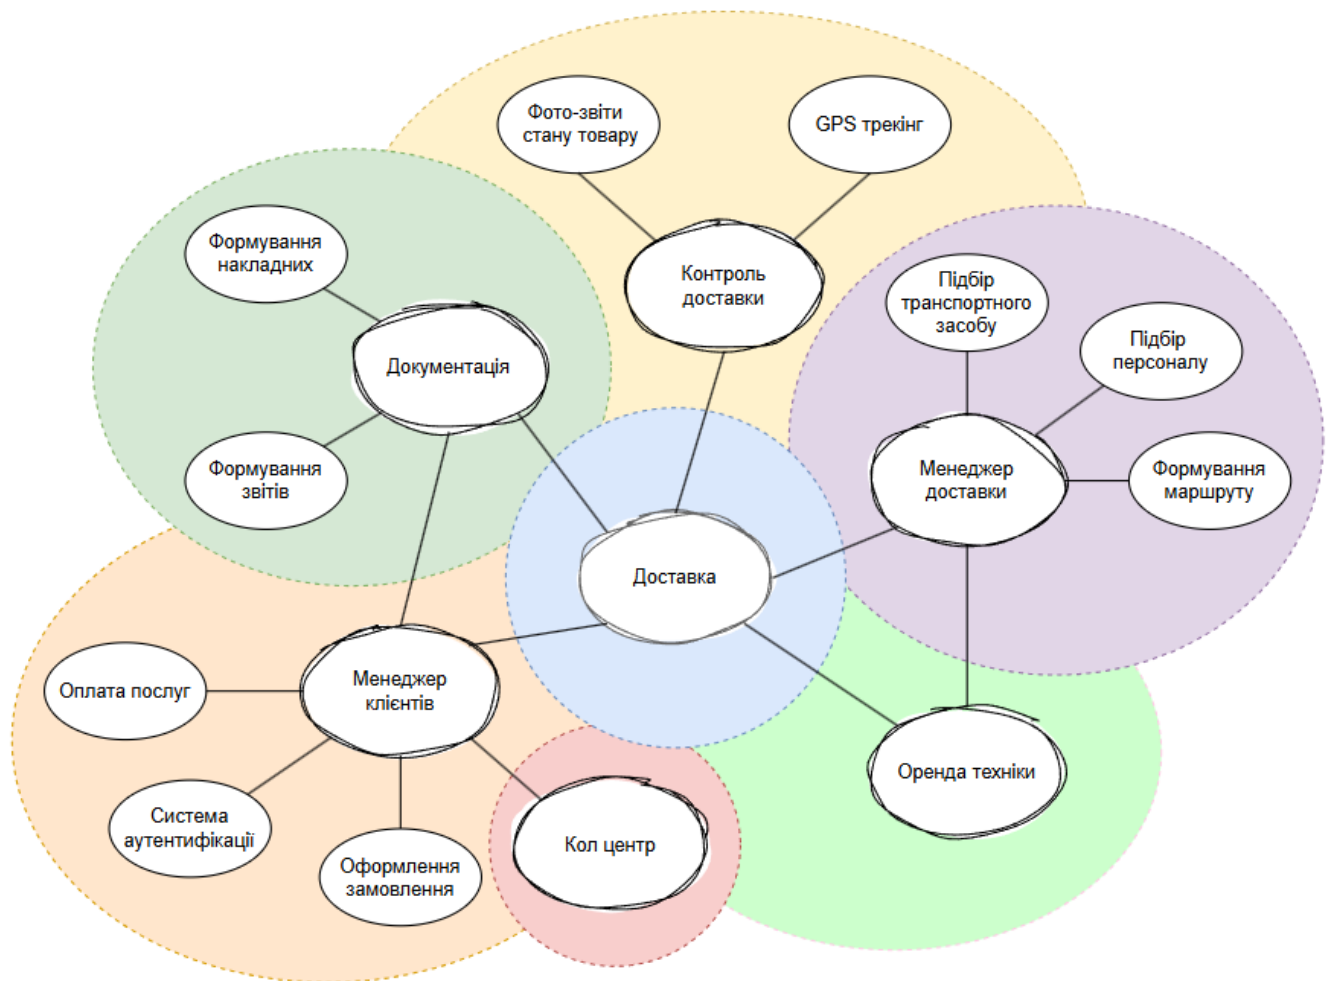 Фото-звіти
стану товару
GPS трекінг
Формування
накладних
Контроль
доставки
Підбір
транспортного
засобу
Підбір
персоналу
Документація
Формування
звітів
Менеджер
доставки
Формування
маршруту
Доставка
Оплата послуг
Менеджер
клієнтів
Оренда техніки
Система
аутентифікації
Кол центр
Оформлення
замовлення